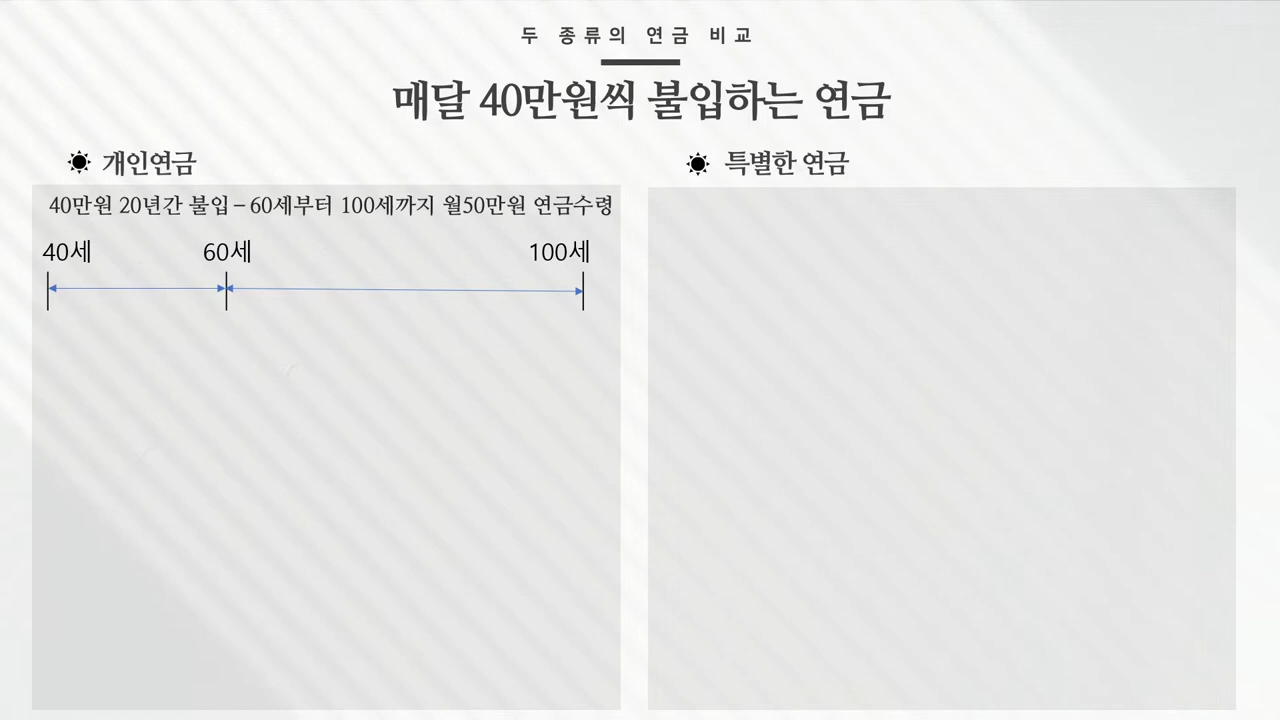 두 종류의 연금 비교
매달 40만원씩 불입하는 연금
개인연금
40만원 20년간 불입 – 60세부터 100세까지 월50만원 연금수령
40세 60세 100세
특별한 연금